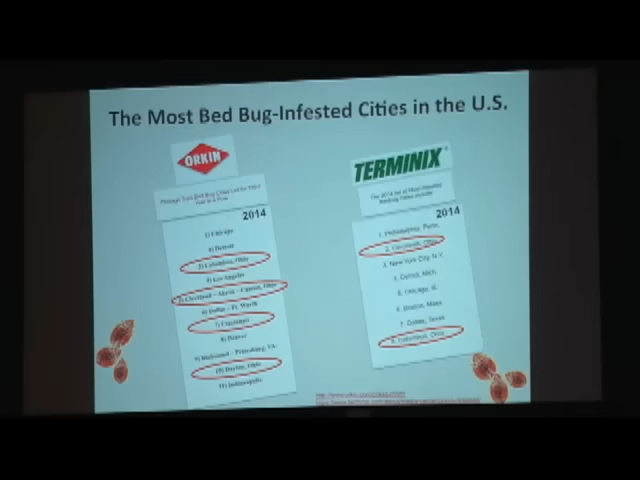 The Most Bed Bug-Infested Cities in the U.S.
ORKIN
TERMINIX
2014
1) Chicago
2) Detroit
3) Columbus, Ohio
4) Los Angeles
5) Cleveland – Akron – Canton, Ohio
6) Dallas – Ft. Worth
7) Cincinnati
8) Denver
9) Richmond – Petersburg, VA.
10) Dayton, Ohio
11) Indianapolis
2014
1. Philadelphia, Penn.
2. Cincinnati, Ohio
3. New York City, N.Y.
4. Detroit, Mich.
5. Chicago, Ill.
6. Boston, Mass
7. Dallas, Texas
8. Columbus, Ohio